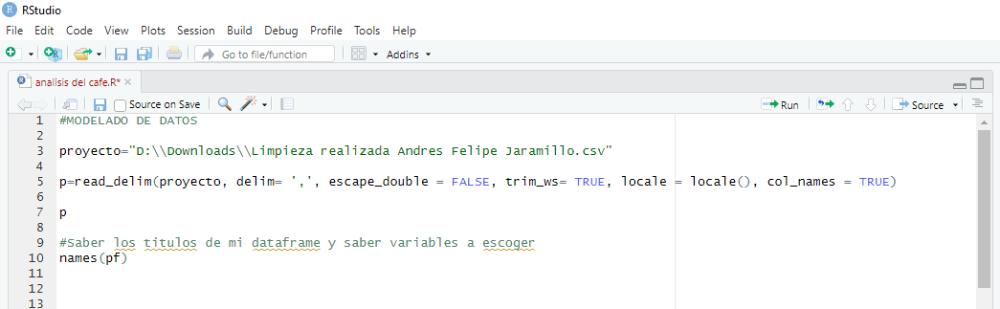 RStudio
File Edit Code View Plots Session Build Debug Profile Tools Help
Go to file/function Addins
analisis del cafe.R*
Source on Save Run Source
1 #MODELADO DE DATOS
2
3 proyecto="D:\\Downloads\\Limpieza realizada Andres Felipe Jaramillo.csv"
4
5 p=read_delim(proyecto, delim= ',', escape_double = FALSE, trim_ws= TRUE, locale = locale(), col_names = TRUE)
6
7 p
8
9 #Saber los titulos de mi dataframe y saber variables a escoger
10 names(pf)
11
12
13